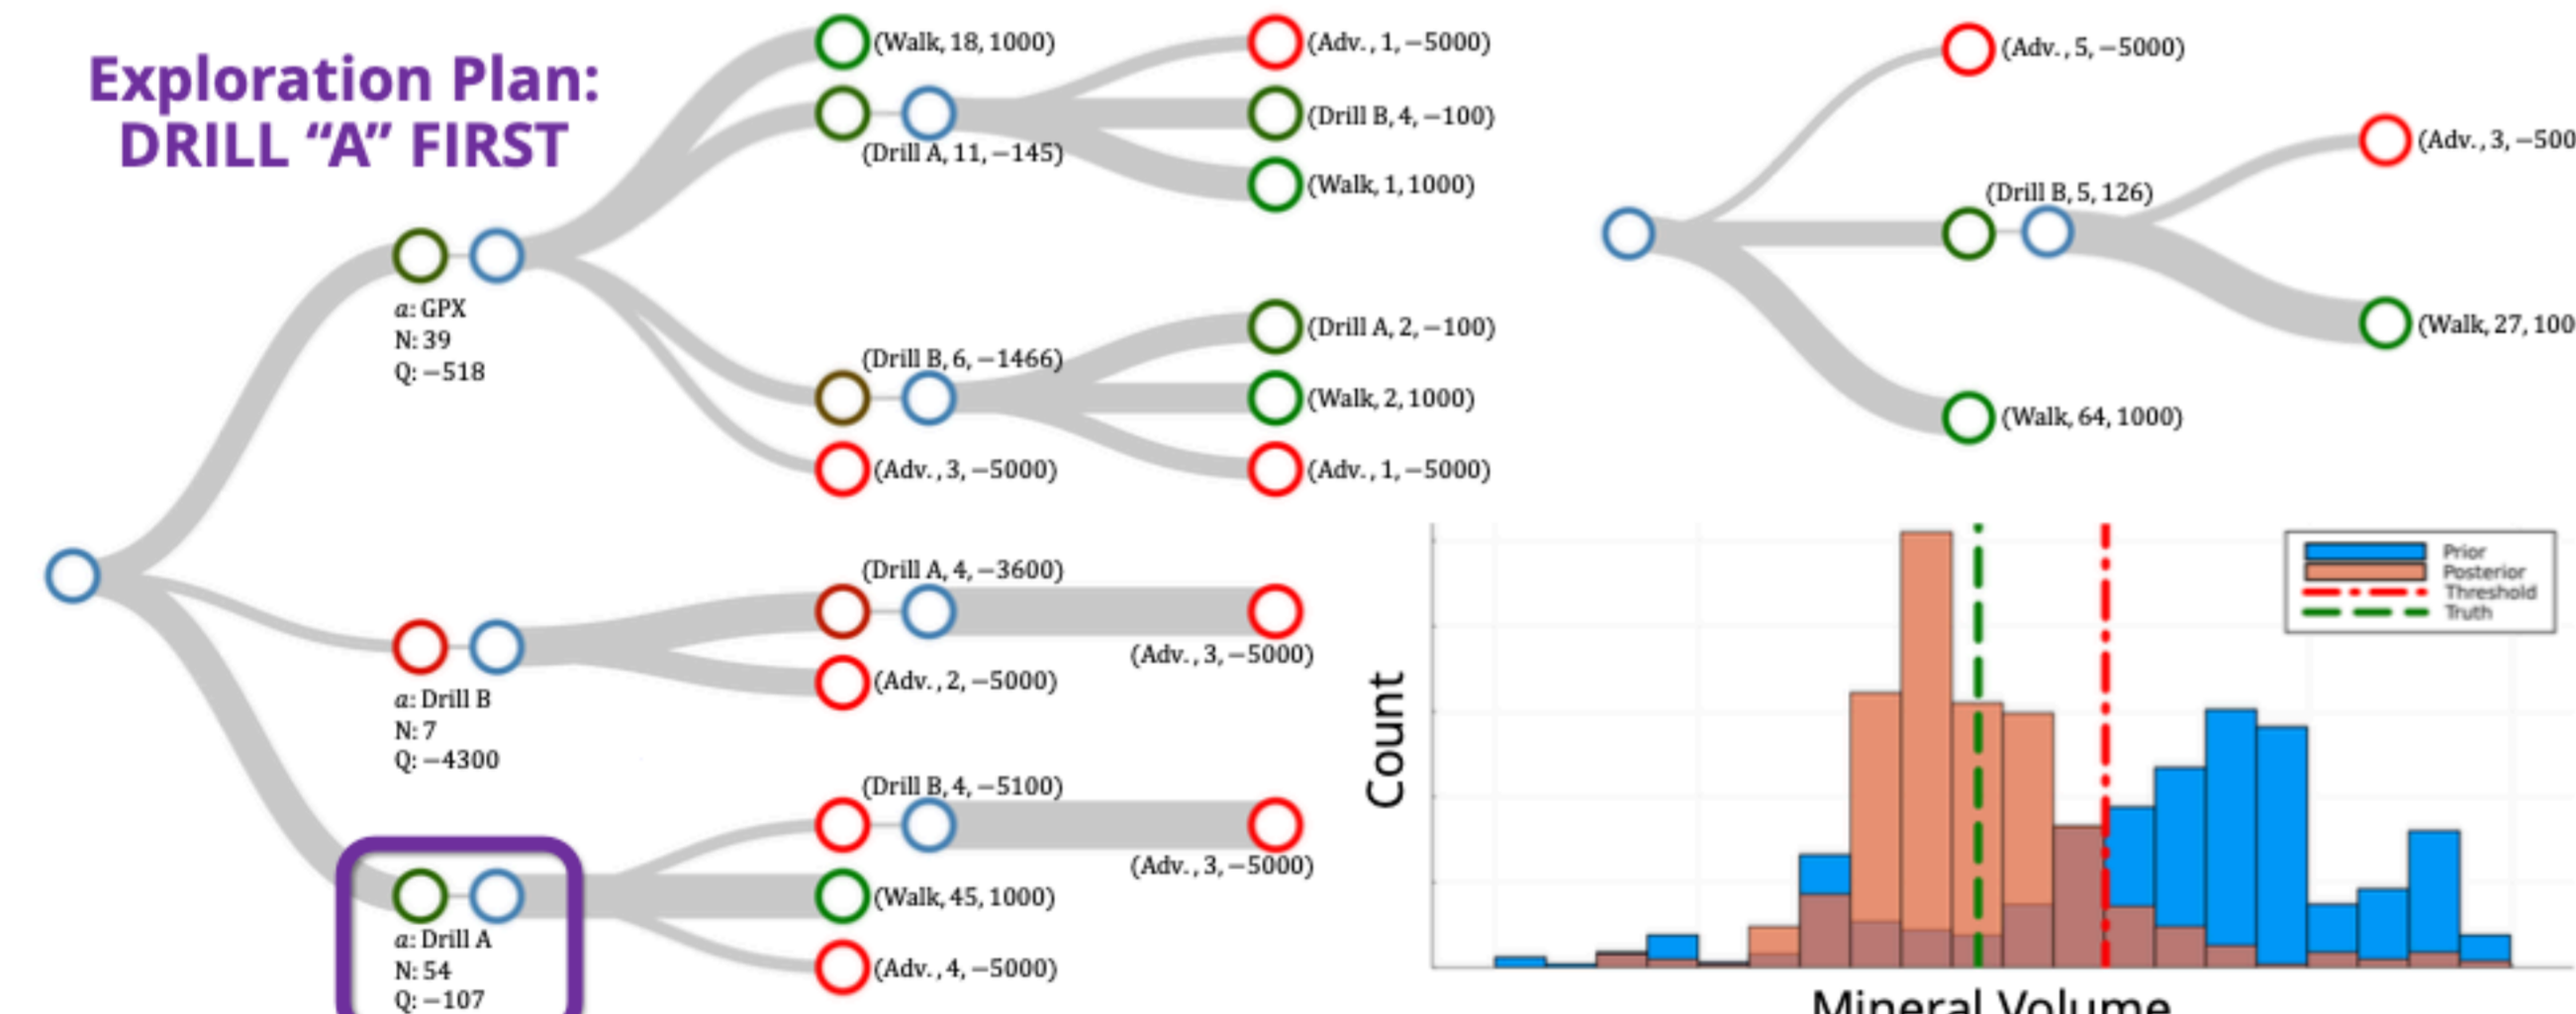 Exploration Plan:
DRILL “A” FIRST
(Walk, 18, 1000)
(Drill A, 11, −145)
(Adv., 1, −5000)
(Drill B, 4, −100)
(Walk, 1, 1000)
a: GPX
N: 39
Q: −518
(Drill B, 6, −1466)
(Drill A, 2, −100)
(Walk, 2, 1000)
(Adv., 1, −5000)
(Adv., 3, −5000)
a: Drill B
N: 7
Q: −4300
(Drill A, 4, −3600)
(Adv., 3, −5000)
(Adv., 2, −5000)
a: Drill A
N: 54
Q: −107
(Drill B, 4, −5100)
(Adv., 3, −5000)
(Walk, 45, 1000)
(Adv., 4, −5000)
(Adv., 5, −5000)
(Drill B, 5, 126)
(Adv., 3, −500
(Walk, 27, 100
(Walk, 64, 1000)
Prior
Posterior
Threshold
Truth
Count
Mineral Volume